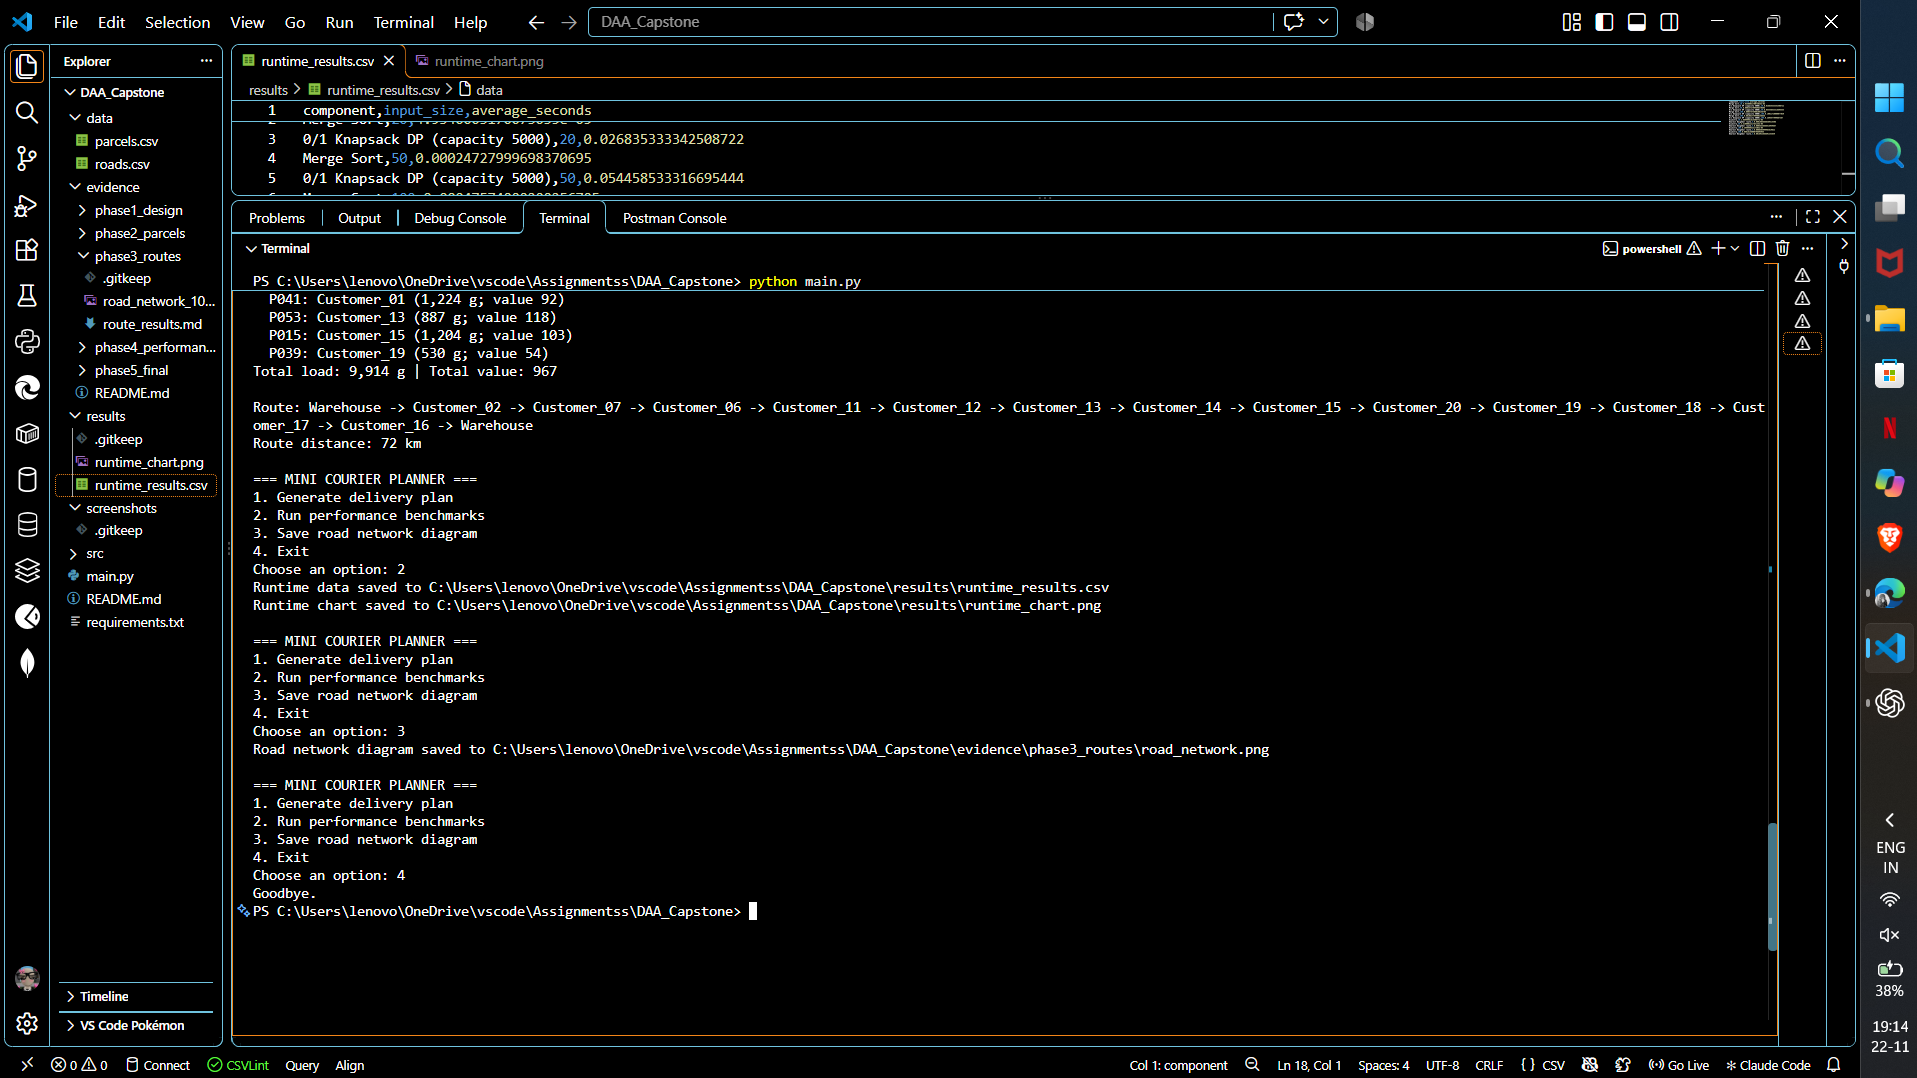 File Edit Selection View Go Run Terminal Help
DAA_Capstone
Explorer
DAA_Capstone
data
parcels.csv
roads.csv
evidence
phase1_design
phase2_parcels
phase3_routes
.gitkeep
road_network_10...
route_results.md
phase4_performan...
phase5_final
README.md
results
.gitkeep
runtime_chart.png
runtime_results.csv
screenshots
.gitkeep
src
main.py
README.md
requirements.txt
Timeline
VS Code Pokémon
runtime_results.csv
runtime_chart.png
results > runtime_results.csv > data
1 component,input_size,average_seconds
3 0/1 Knapsack DP (capacity 5000),20,0.026835333342508722
4 Merge Sort,50,0.00024727999698370695
5 0/1 Knapsack DP (capacity 5000),50,0.054458533316695444
Problems Output Debug Console Terminal Postman Console
Terminal
powershell
PS C:\Users\lenovo\OneDrive\vscode\Assignmentss\DAA_Capstone> python main.py
P041: Customer_01 (1,224 g; value 92)
P053: Customer_13 (887 g; value 118)
P015: Customer_15 (1,204 g; value 103)
P039: Customer_19 (530 g; value 54)
Total load: 9,914 g | Total value: 967
Route: Warehouse -> Customer_02 -> Customer_07 -> Customer_06 -> Customer_11 -> Customer_12 -> Customer_13 -> Customer_14 -> Customer_15 -> Customer_20 -> Customer_19 -> Customer_18 -> Cust
omer_17 -> Customer_16 -> Warehouse
Route distance: 72 km
=== MINI COURIER PLANNER ===
1. Generate delivery plan
2. Run performance benchmarks
3. Save road network diagram
4. Exit
Choose an option: 2
Runtime data saved to C:\Users\lenovo\OneDrive\vscode\Assignmentss\DAA_Capstone\results\runtime_results.csv
Runtime chart saved to C:\Users\lenovo\OneDrive\vscode\Assignmentss\DAA_Capstone\results\runtime_chart.png
=== MINI COURIER PLANNER ===
1. Generate delivery plan
2. Run performance benchmarks
3. Save road network diagram
4. Exit
Choose an option: 3
Road network diagram saved to C:\Users\lenovo\OneDrive\vscode\Assignmentss\DAA_Capstone\evidence\phase3_routes\road_network.png
=== MINI COURIER PLANNER ===
1. Generate delivery plan
2. Run performance benchmarks
3. Save road network diagram
4. Exit
Choose an option: 4
Goodbye.
PS C:\Users\lenovo\OneDrive\vscode\Assignmentss\DAA_Capstone>
0 0 Connect CSVLint Query Align
Col 1: component Ln 18, Col 1 Spaces: 4 UTF-8 CRLF {} CSV Go Live Claude Code
ENG
IN
38%
19:14
22-11